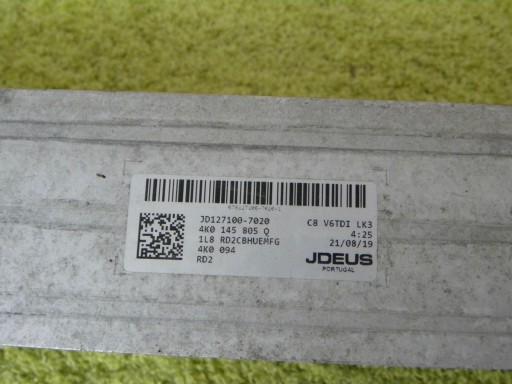 JD127100-7020
4K0 145 805 Q
1L8 RD2CBHUEMFG
4K0 094
RD2
C8 V6TDI LK3
4:25
21/08/19
JDEUS
PORTUGAL